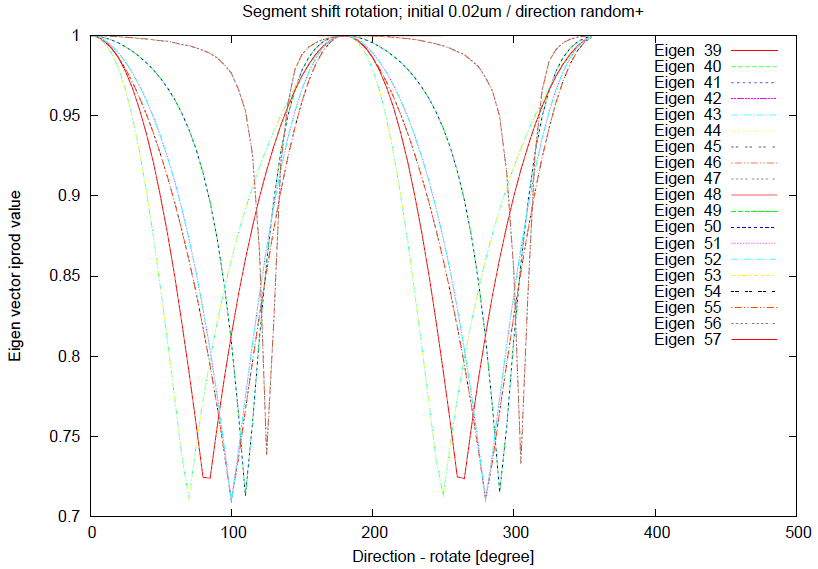 Segment shift rotation; initial 0.02um / direction random+
Eigen vector iprod value
1
0.95
0.9
0.85
0.8
0.75
0.7
0
100
200
300
400
500
Direction - rotate [degree]
Eigen 39
Eigen 40
Eigen 41
Eigen 42
Eigen 43
Eigen 44
Eigen 45
Eigen 46
Eigen 47
Eigen 48
Eigen 49
Eigen 50
Eigen 51
Eigen 52
Eigen 53
Eigen 54
Eigen 55
Eigen 56
Eigen 57